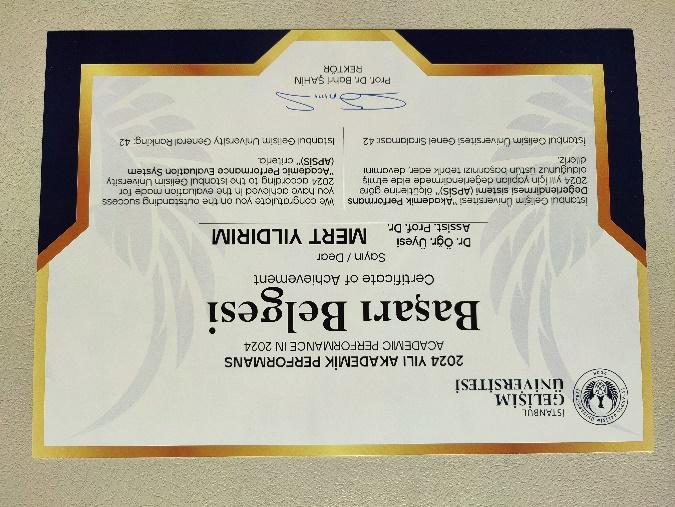 İSTANBUL
GELİŞİM
ÜNİVERSİTESİ
2024 YILI AKADEMİK PERFORMANS
ACADEMIC PERFORMANCE IN 2024
Başarı Belgesi
Certificate of Achievement
Sayın / Dear
Dr. Öğr. Üyesi
Assist. Prof. Dr.
MERT YILDIRIM
İstanbul Gelişim Üniversitesi "Akademik Performans
Değerlendirmesi sistemi (APSİS)" ölçütlerine göre
2024 yılı için yapılan değerlendirmede elde etmiş
olduğunuz üstün başarınızı tebrik eder, devamını
dileriz.
İstanbul Gelişim Üniversitesi Genel Sıralaması: 42
We congratulate you on the outstanding success
you have achieved in the evaluation made for
2024 according to the Istanbul Gelisim University
"Academic Performance Evaluation System
(APSIS)" criteria.
Istanbul Gelisim University General Ranking: 42
Prof. Dr. Bahri ŞAHİN
REKTÖR